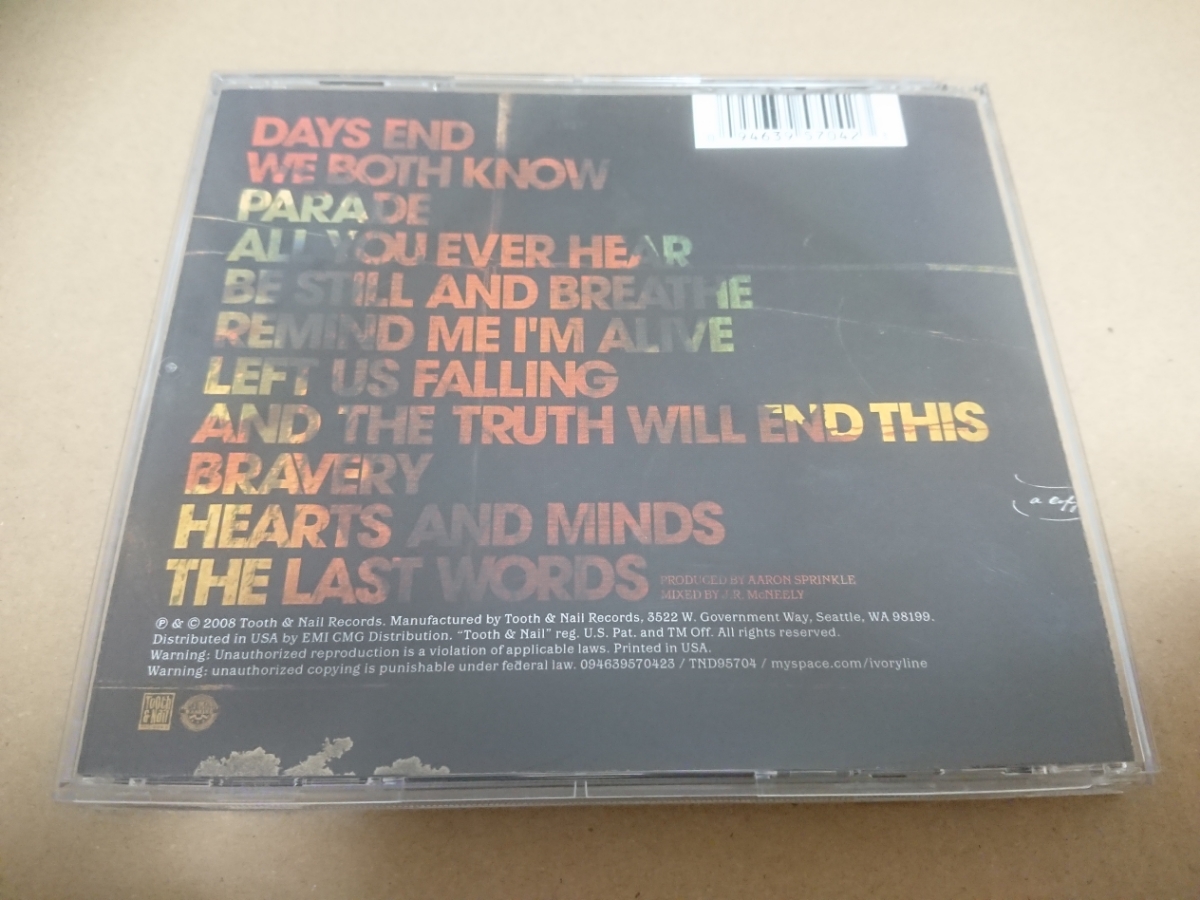 DAYS END
WE BOTH KNOW
PARADE
ALL YOU EVER HEAR
BE STILL AND BREATHE
REMIND ME I'M ALIVE
LEFT US FALLING
AND THE TRUTH WILL END THIS
BRAVERY
HEARTS AND MINDS
THE LAST WORDS
PRODUCED BY AARON SPRINKLE
MIXED BY J.R. McNEELY
℗ & © 2008 Tooth & Nail Records. Manufactured by Tooth & Nail Records, 3522 W. Government Way, Seattle, WA 98199.
Distributed in USA by EMI CMG Distribution. “Tooth & Nail” reg. U.S. Pat. and TM Off. All rights reserved.
Warning: Unauthorized reproduction is a violation of applicable laws. Printed in USA.
Warning: unauthorized copying is punishable under federal law. 094639570423 / TND95704 / myspace.com/ivoryline
Tooth
& Nail